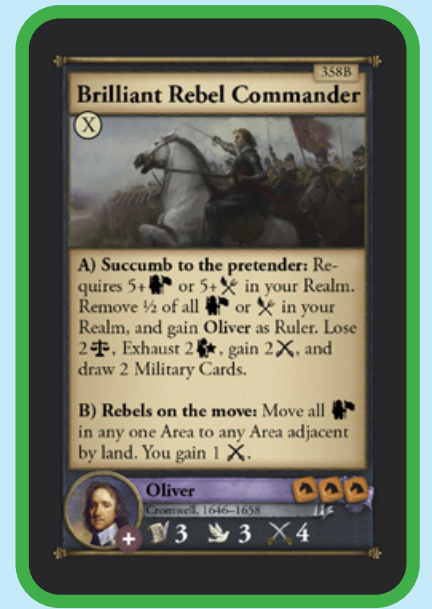 358B
Brilliant Rebel Commander
X
A) Succumb to the pretender: Re-
quires 5+ or 5+ in your Realm.
Remove ½ of all or in your
Realm, and gain Oliver as Ruler. Lose
2, Exhaust 2, gain 2, and
draw 2 Military Cards.
B) Rebels on the move: Move all
in any one Area to any Area adjacent
by land. You gain 1 .
Oliver
Cromwell, 1646–1658
+ 3 3 4